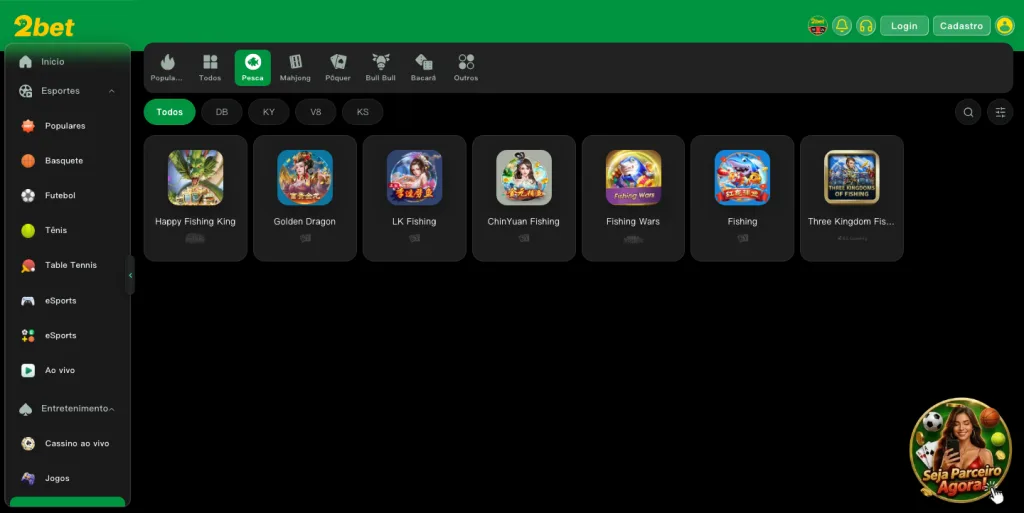 2bet
Login
Cadastro
Início
Esportes
Populares
Basquete
Futebol
Tênis
Table Tennis
eSports
eSports
Ao vivo
Entretenimento
Cassino ao vivo
Jogos
Popula...
Todos
Pesca
Mahjong
Pôquer
Bull Bull
Bacará
Outros
Todos
DB
KY
V8
KS
Happy Fishing King
Golden Dragon
LK Fishing
ChinYuan Fishing
Fishing Wars
Fishing Wars
Fishing
THREE KINGDOMS
OF FISHING
Three Kingdom Fis...
Seja Parceiro
Agora!